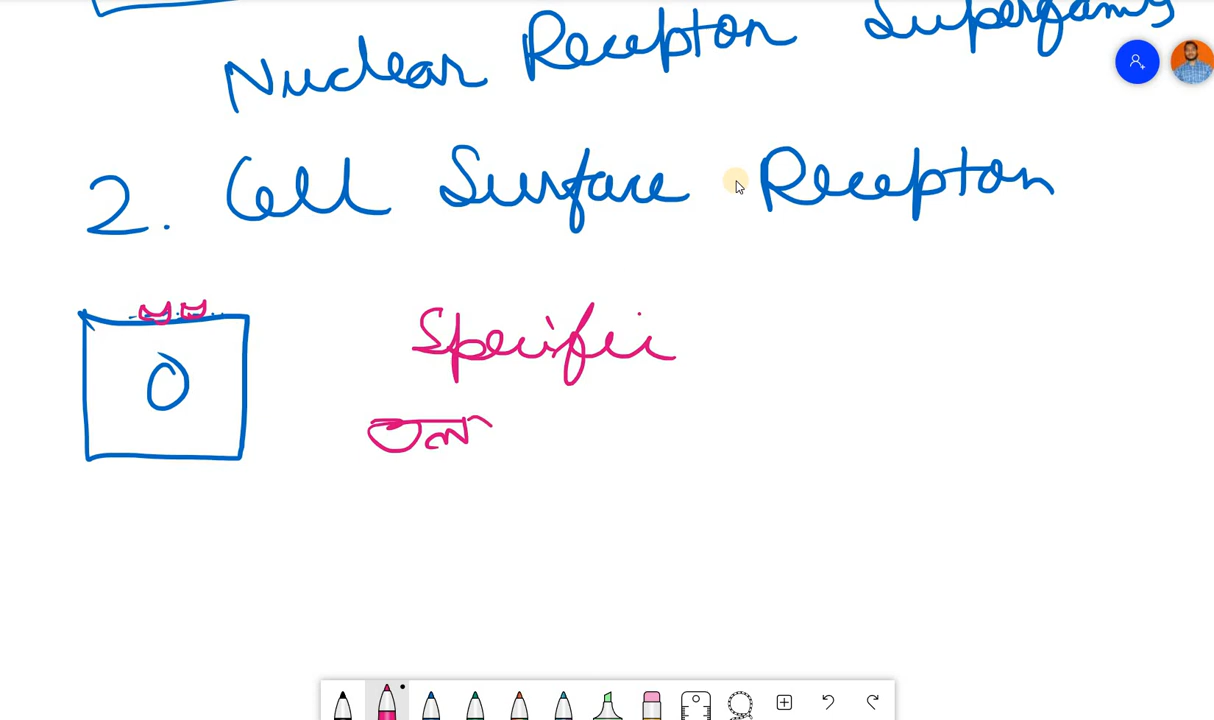 Nuclear Receptor Superfamily
2. Cell Surface Receptor
Specific